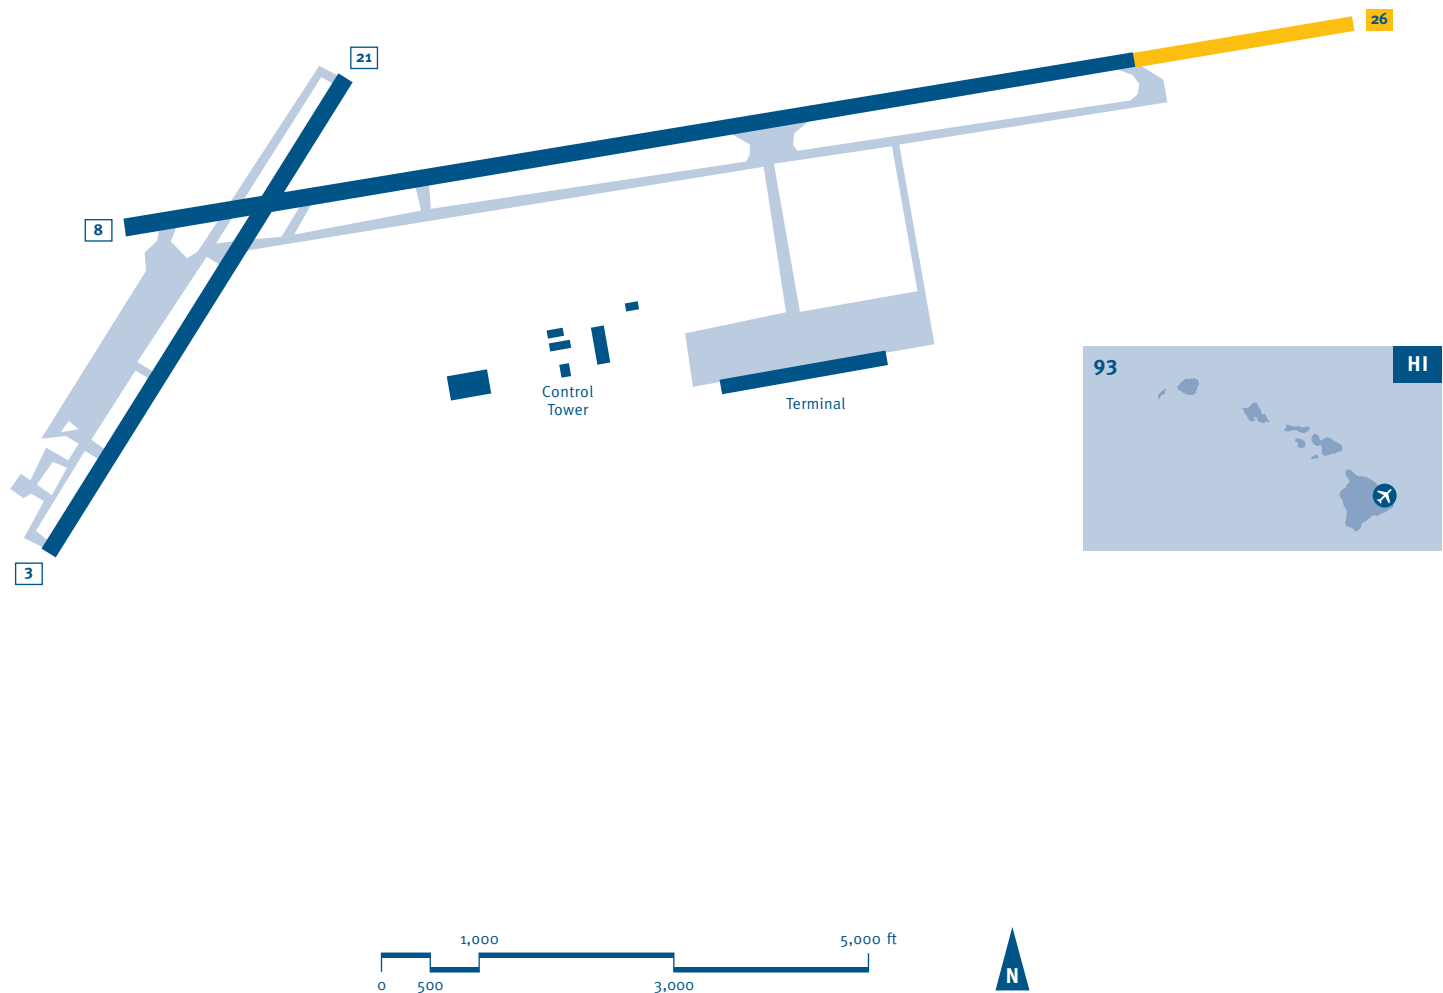 26
21
8
93
HI
Control
Tower
Terminal
3
1,000
5,000 ft
0
500
3,000
N